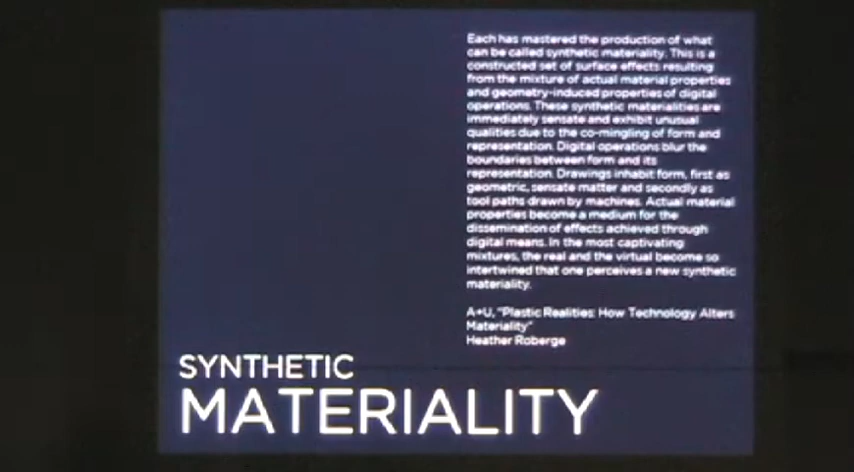 Each has mastered the production of what
can be called synthetic materiality. This is a
constructed set of surface effects resulting
from the mixture of actual material properties
and geometry-induced properties of digital
operations. These synthetic materialities are
immediately sensate and exhibit unusual
qualities due to the co-mingling of form and
representation. Digital operations blur the
boundaries between form and its
representation. Drawings inhabit form, first as
geometric, sensate matter and secondly as
tool paths drawn by machines. Actual material
properties become a medium for the
dissemination of effects achieved through
digital means. In the most captivating
mixtures, the real and the virtual become so
intertwined that one perceives a new synthetic
materiality.
A+U, "Plastic Realities: How Technology Alters
Materiality"
Heather Roberge
SYNTHETIC
MATERIALITY